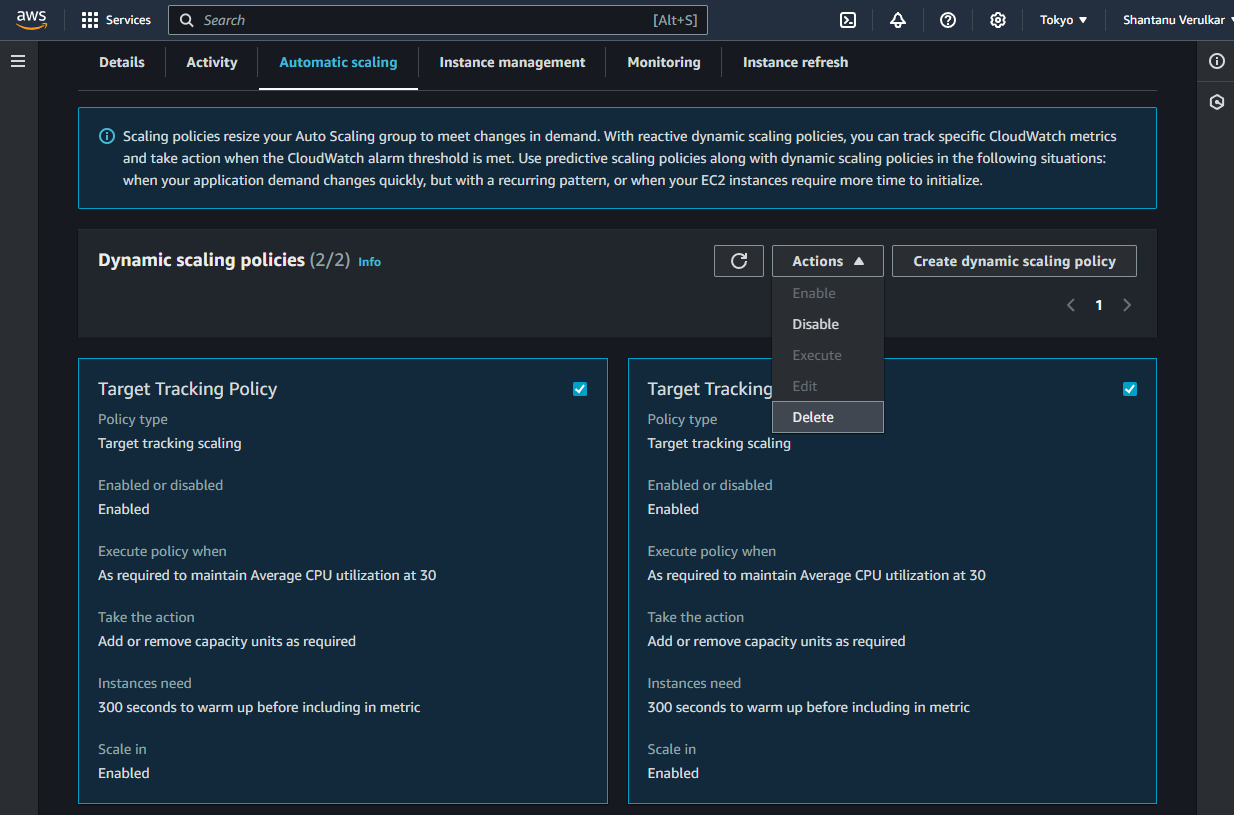 aws
Services
Search
[Alt+S]
Tokyo
Shantanu Verulkar
Details
Activity
Automatic scaling
Instance management
Monitoring
Instance refresh
Scaling policies resize your Auto Scaling group to meet changes in demand. With reactive dynamic scaling policies, you can track specific CloudWatch metrics
and take action when the CloudWatch alarm threshold is met. Use predictive scaling policies along with dynamic scaling policies in the following situations:
when your application demand changes quickly, but with a recurring pattern, or when your EC2 instances require more time to initialize.
Dynamic scaling policies (2/2) Info
Actions
Create dynamic scaling policy
1
Enable
Disable
Execute
Edit
Delete
Target Tracking Policy
Policy type
Target tracking scaling
Enabled or disabled
Enabled
Execute policy when
As required to maintain Average CPU utilization at 30
Take the action
Add or remove capacity units as required
Instances need
300 seconds to warm up before including in metric
Scale in
Enabled
Target Tracking
Policy type
Target tracking scaling
Enabled or disabled
Enabled
Execute policy when
As required to maintain Average CPU utilization at 30
Take the action
Add or remove capacity units as required
Instances need
300 seconds to warm up before including in metric
Scale in
Enabled